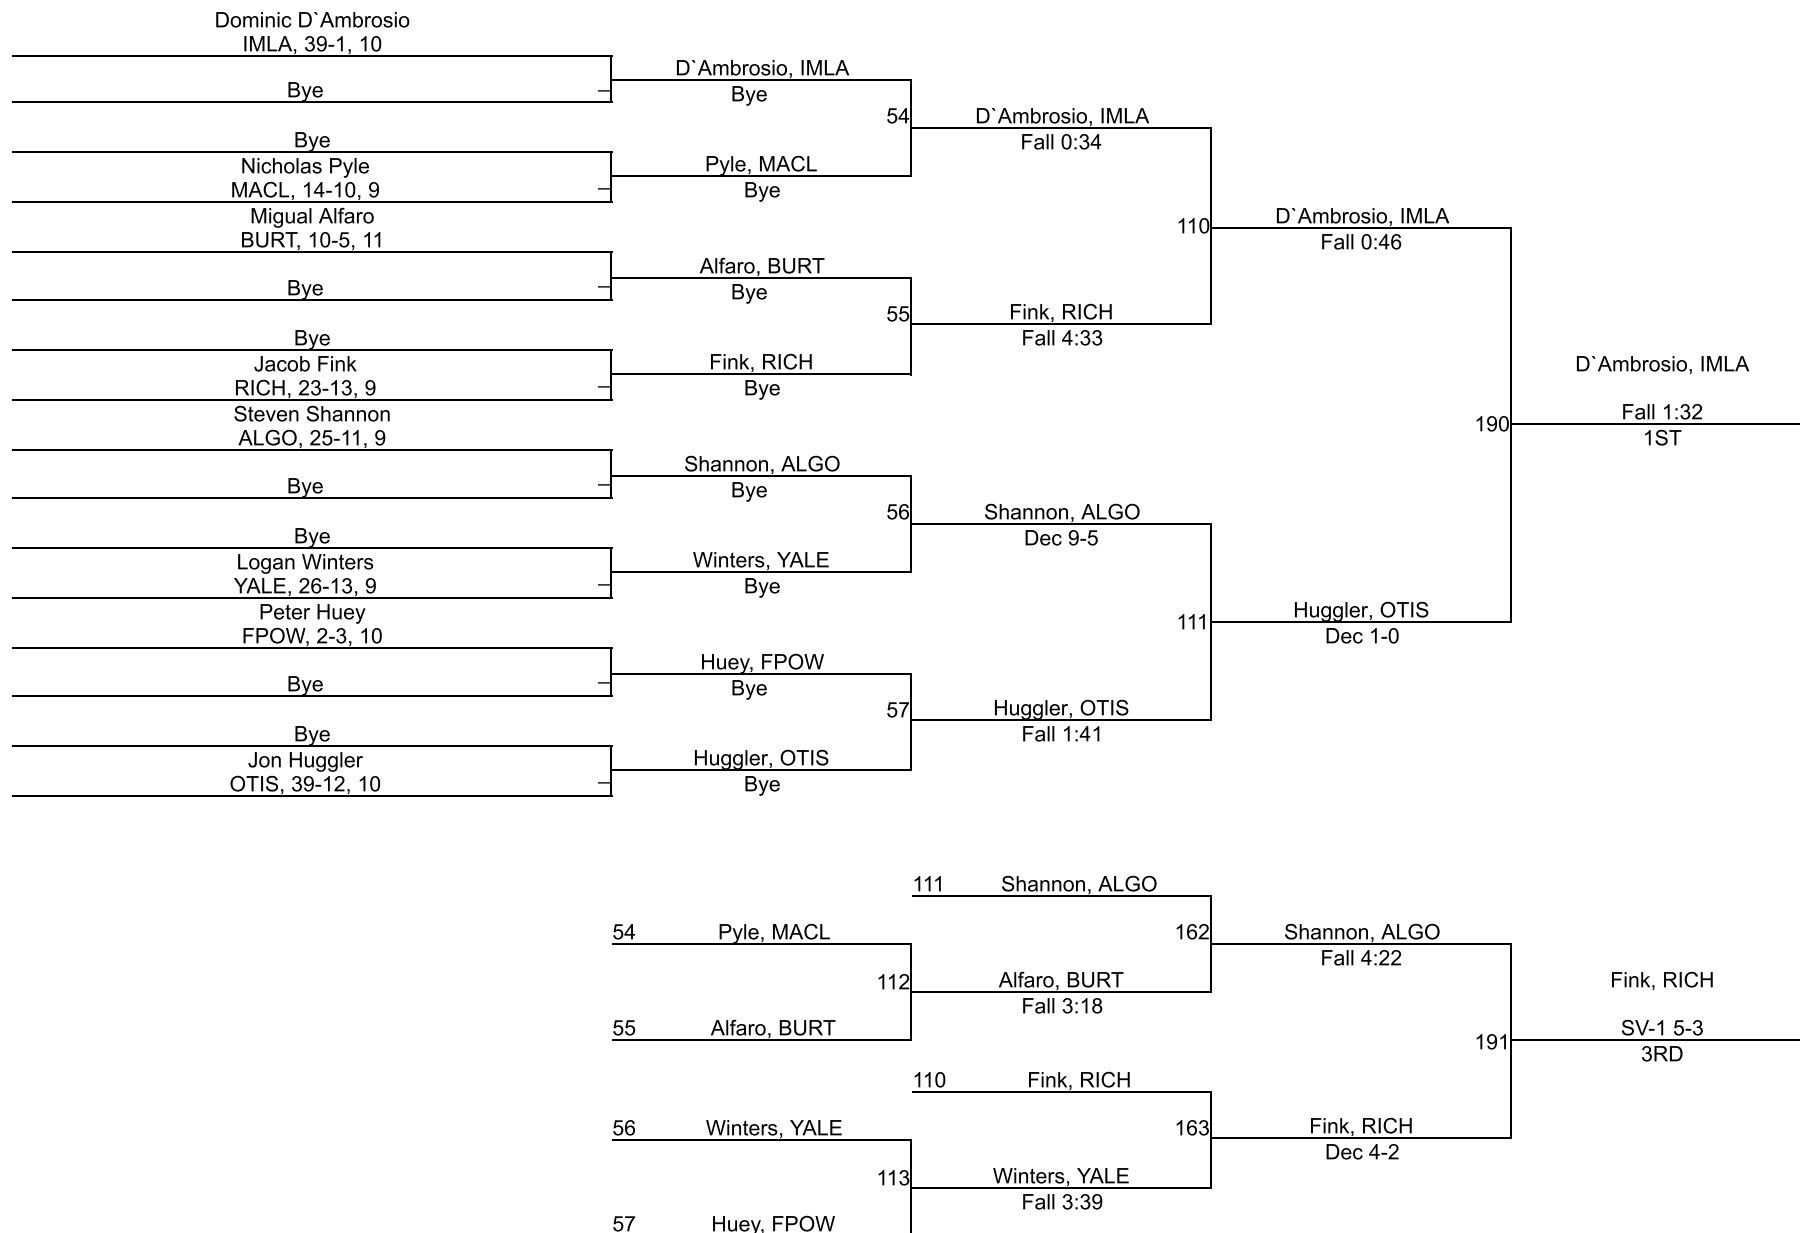 Dominic D`Ambrosio
IMLA, 39-1, 10
Bye
Bye
Nicholas Pyle
MACL, 14-10, 9
Migual Alfaro
BURT, 10-5, 11
Bye
Bye
Jacob Fink
RICH, 23-13, 9
Steven Shannon
ALGO, 25-11, 9
Bye
Bye
Logan Winters
YALE, 26-13, 9
Peter Huey
FPOW, 2-3, 10
Bye
Bye
Jon Huggler
OTIS, 39-12, 10
D`Ambrosio, IMLA
Bye
54
Pyle, MACL
Bye
Alfaro, BURT
Bye
55
Fink, RICH
Bye
Shannon, ALGO
Bye
56
Winters, YALE
Bye
Huey, FPOW
Bye
57
Huggler, OTIS
Bye
D`Ambrosio, IMLA
Fall 0:34
110
Fink, RICH
Fall 4:33
Shannon, ALGO
Dec 9-5
111
Huggler, OTIS
Fall 1:41
D`Ambrosio, IMLA
Fall 0:46
190
Huggler, OTIS
Dec 1-0
D`Ambrosio, IMLA
Fall 1:32
1ST
111 Shannon, ALGO
54 Pyle, MACL
162
112
Alfaro, BURT
Fall 3:18
55 Alfaro, BURT
110 Fink, RICH
56 Winters, YALE
163
113
Winters, YALE
Fall 3:39
57 Huey, FPOW
Shannon, ALGO
Fall 4:22
191
Fink, RICH
Dec 4-2
Fink, RICH
SV-1 5-3
3RD